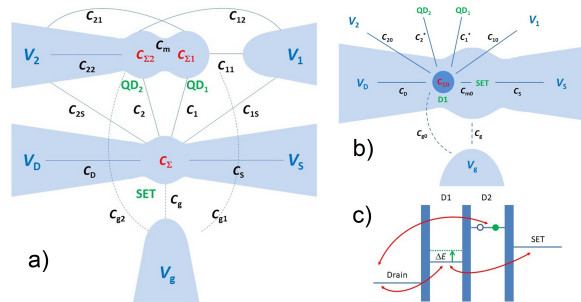 C21
C12
V2
C22
CΣ2
Cm
CΣ1
C11
V1
QD2
QD1
C2S
C2
C1
C1S
VD
CD
CΣ
CS
VS
SET
Cg2
Cg
Cg1
Vg
a)
QD2
QD1
V2
C20
C2*
C1*
C10
V1
VD
CD
D1
Cm0
SET
CS
VS
Cg0
Cg
Vg
b)
c)
D1
D2
ΔE
SET
Drain